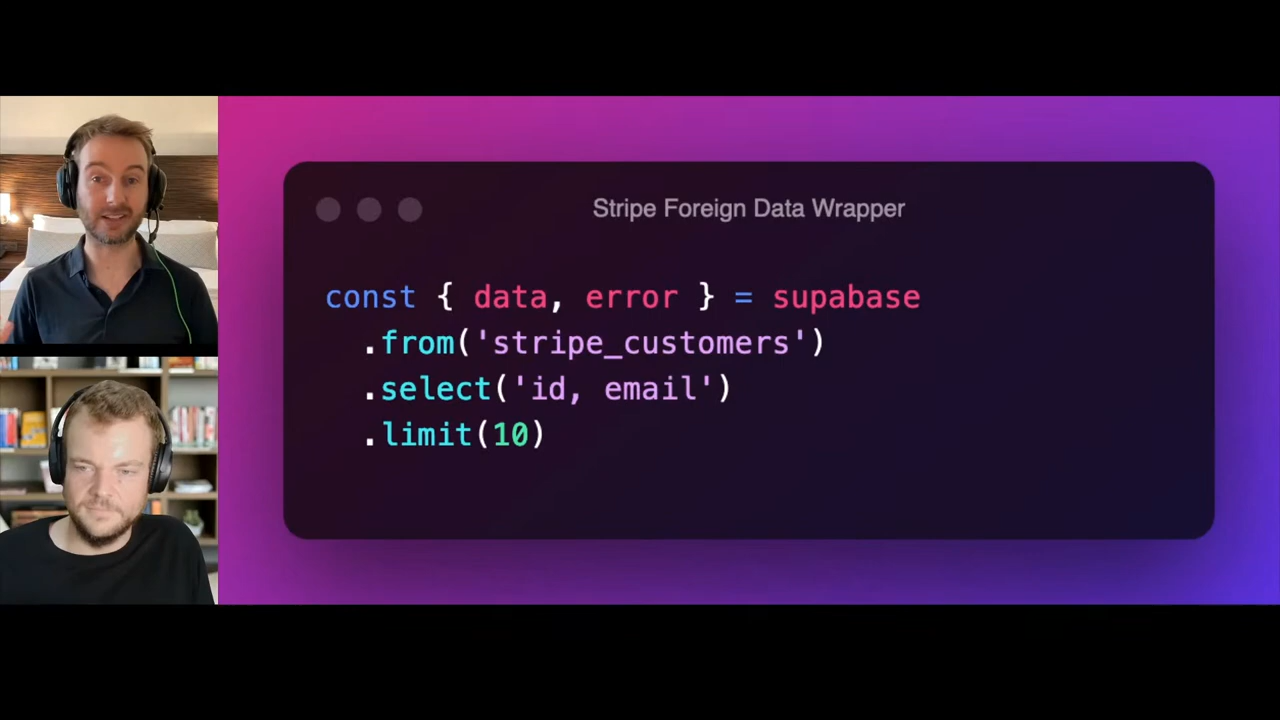 Stripe Foreign Data Wrapper
const { data, error } = supabase
.from('stripe_customers')
.select('id, email')
.limit(10)